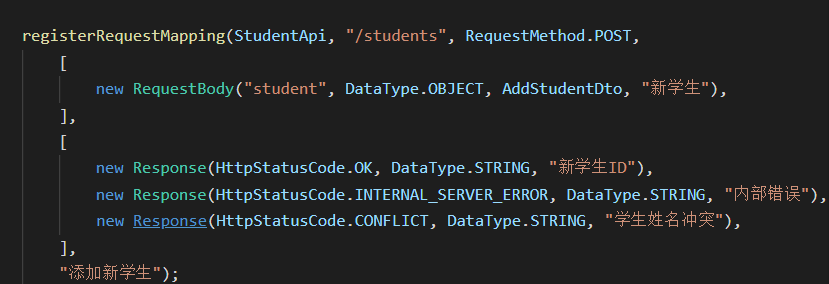 registerRequestMapping(StudentApi, "/students", RequestMethod.POST,
[
new RequestBody("student", DataType.OBJECT, AddStudentDto, "新学生"),
],
[
new Response(HttpStatusCode.OK, DataType.STRING, "新学生ID"),
new Response(HttpStatusCode.INTERNAL_SERVER_ERROR, DataType.STRING, "内部错误"),
new Response(HttpStatusCode.CONFLICT, DataType.STRING, "学生姓名冲突"),
],
"添加新学生");